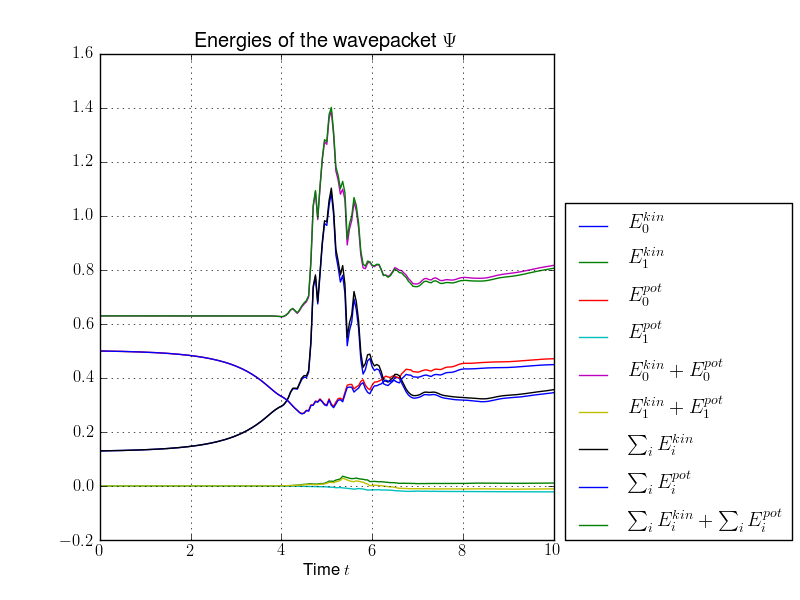 Energies of the wavepacket Ψ
1.6
1.4
1.2
1.0
0.8
0.6
0.4
0.2
0.0
−0.2
0 2 4 6 8 10
Time t
E_0^{kin}
E_1^{kin}
E_0^{pot}
E_1^{pot}
E_0^{kin} + E_0^{pot}
E_1^{kin} + E_1^{pot}
∑_i E_i^{kin}
∑_i E_i^{pot}
∑_i E_i^{kin} + ∑_i E_i^{pot}